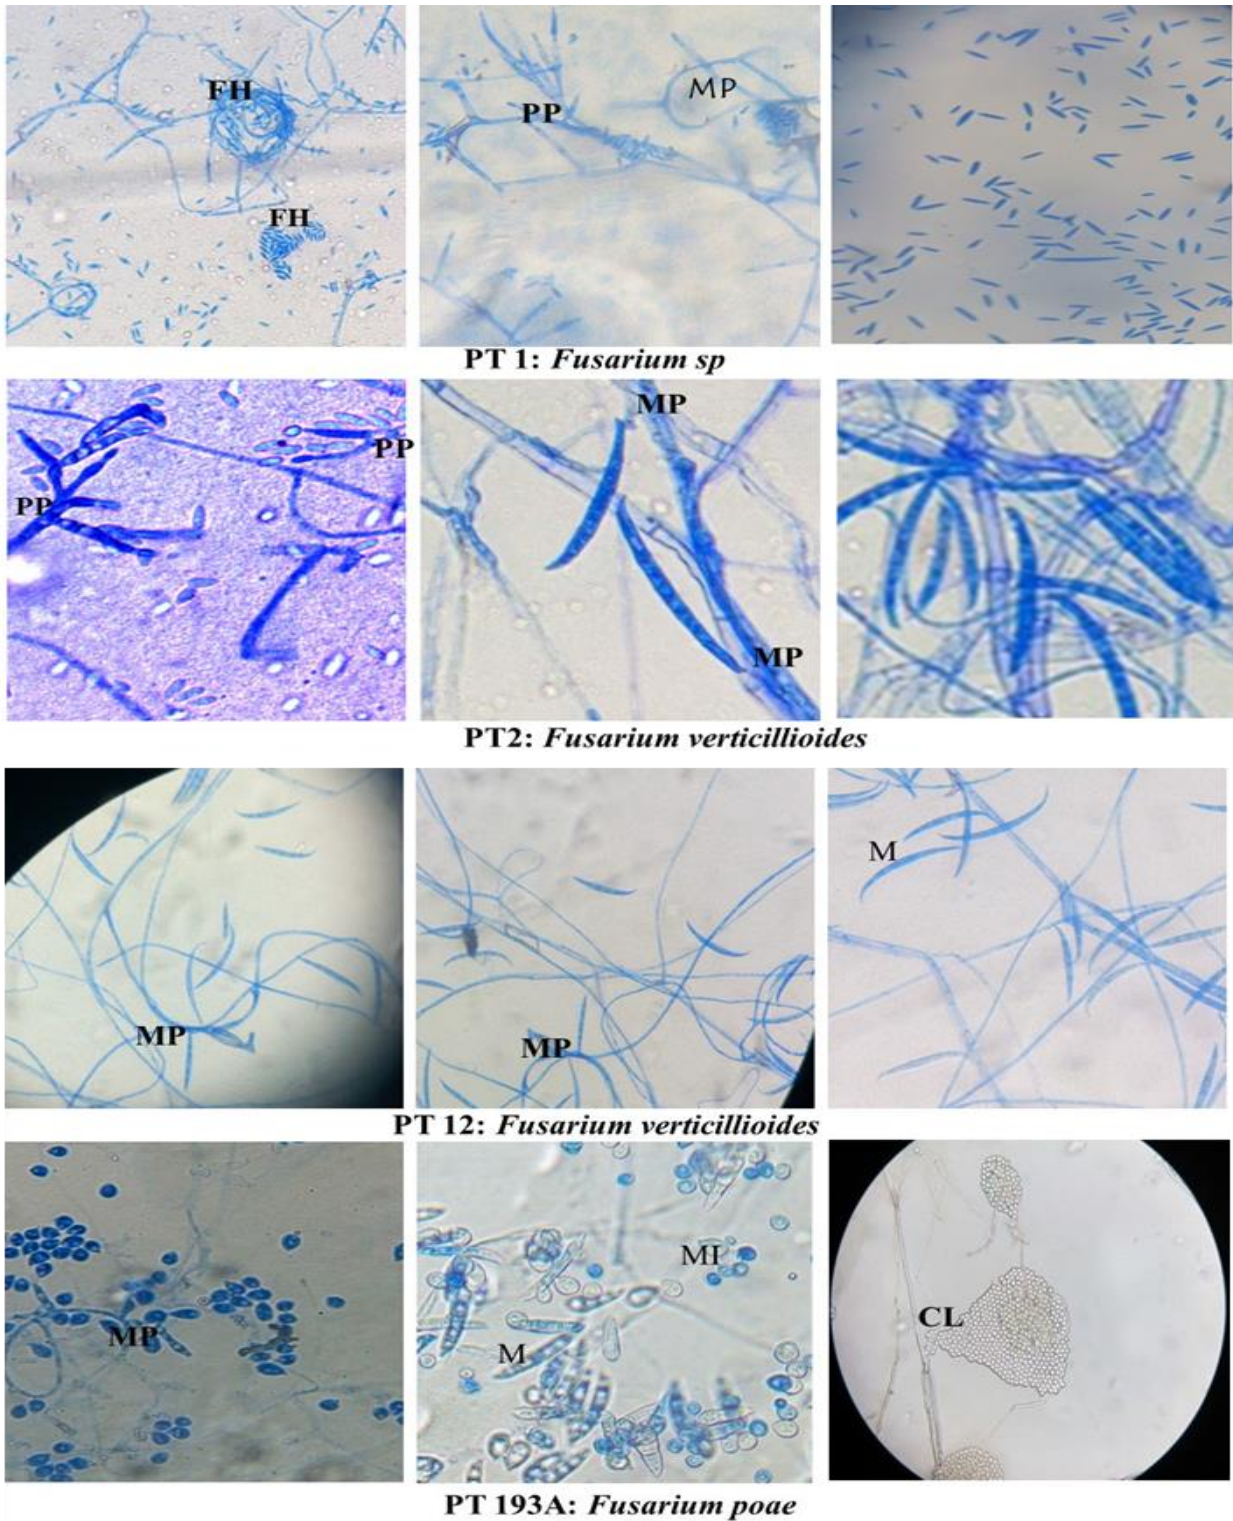 FH
FH
PP
MP
PT 1: Fusarium sp
PP
PP
MP
MP
PT2: Fusarium verticillioides
MP
MP
M
PT 12: Fusarium verticillioides
MP
M
MI
CL
PT 193A: Fusarium poae